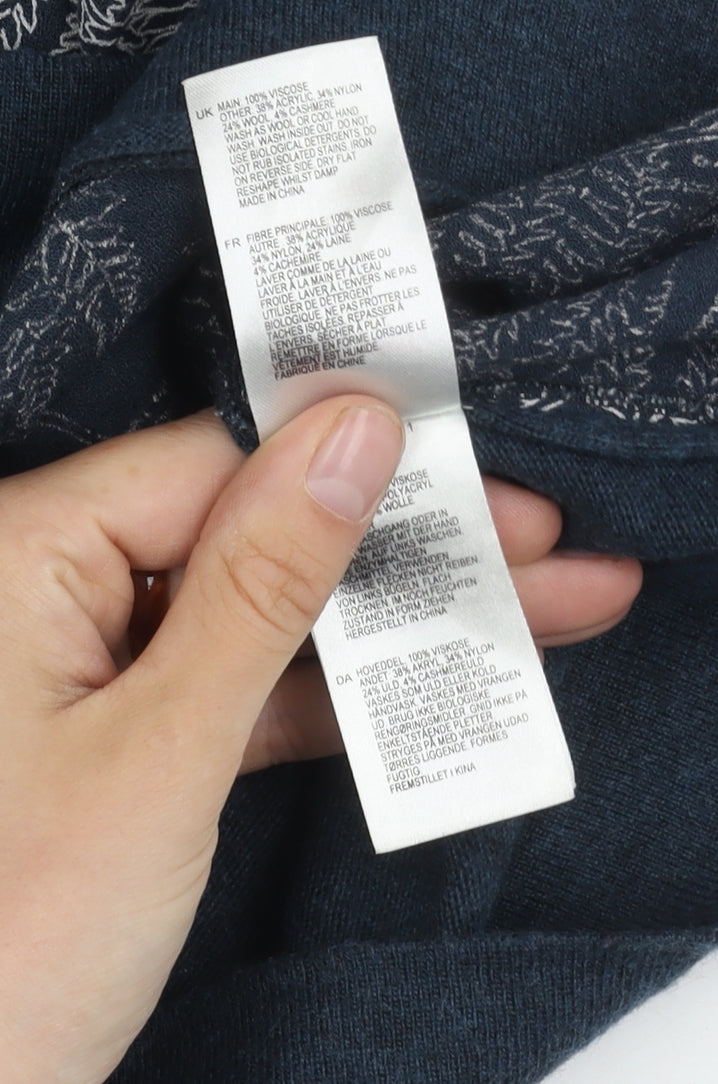 UK MAIN 100% VISCOSE
OTHER. 38% ACRYLIC, 34% NYLON
24% WOOL. 4% CASHMERE
WASH AS WOOL OR COOL HAND
WASH. WASH INSIDE OUT. DO NOT
USE BIOLOGICAL DETERGENTS. DO
NOT RUB ISOLATED STAINS. IRON
ON REVERSE SIDE. DRY FLAT
RESHAPE WHILST DAMP
MADE IN CHINA
FR FIBRE PRINCIPALE. 100% VISCOSE
AUTRE. 38% ACRYLIQUE
34% NYLON, 24% LAINE
4% CACHEMIRE
LAVER COMME DE LA LAINE OU
LAVER À LA MAIN ET À L'EAU
FROIDE. LAVER À L'ENVERS. NE PAS
UTILISER DE DÉTERGENT
BIOLOGIQUE. NE PAS FROTTER LES
TÂCHES ISOLÉES. REPASSER À
L'ENVERS. SÉCHER À PLAT
REMETTRE EN FORME LORSQUE LE
VÊTEMENT EST HUMIDE.
FABRIQUÉ EN CHINE
1
VISKOSE
POLYACRYL
% WOLLE
GANG ODER IN
MIT DER HAND
AUF LINKS WASCHEN.
VERWENDEN
EINZELNE FLECKEN NICHT REIBEN.
VON LINKS BÜGELN. FLACH
TROCKNEN. IM NOCH FEUCHTEN
ZUSTAND IN FORM ZIEHEN.
HERGESTELLT IN CHINA
DA HOVEDDEL. 100% VISKOSE
ANDET. 38% AKRYL. 34% NYLON
24% ULD. 4% CASHMEREULD
VASKES SOM ULD ELLER KOLD
HÅNDVASK. VASKES MED VRANGEN
UD. BRUG IKKE BIOLOGISKE
RENGØRINGSMIDLER. GNID IKKE PÅ
ENKELTSTÅENDE PLETTER
STRYGES PÅ MED VRANGEN UDAD
TØRRES LIGGENDE. FORMES
FUGTIG
FREMSTILLET I KINA